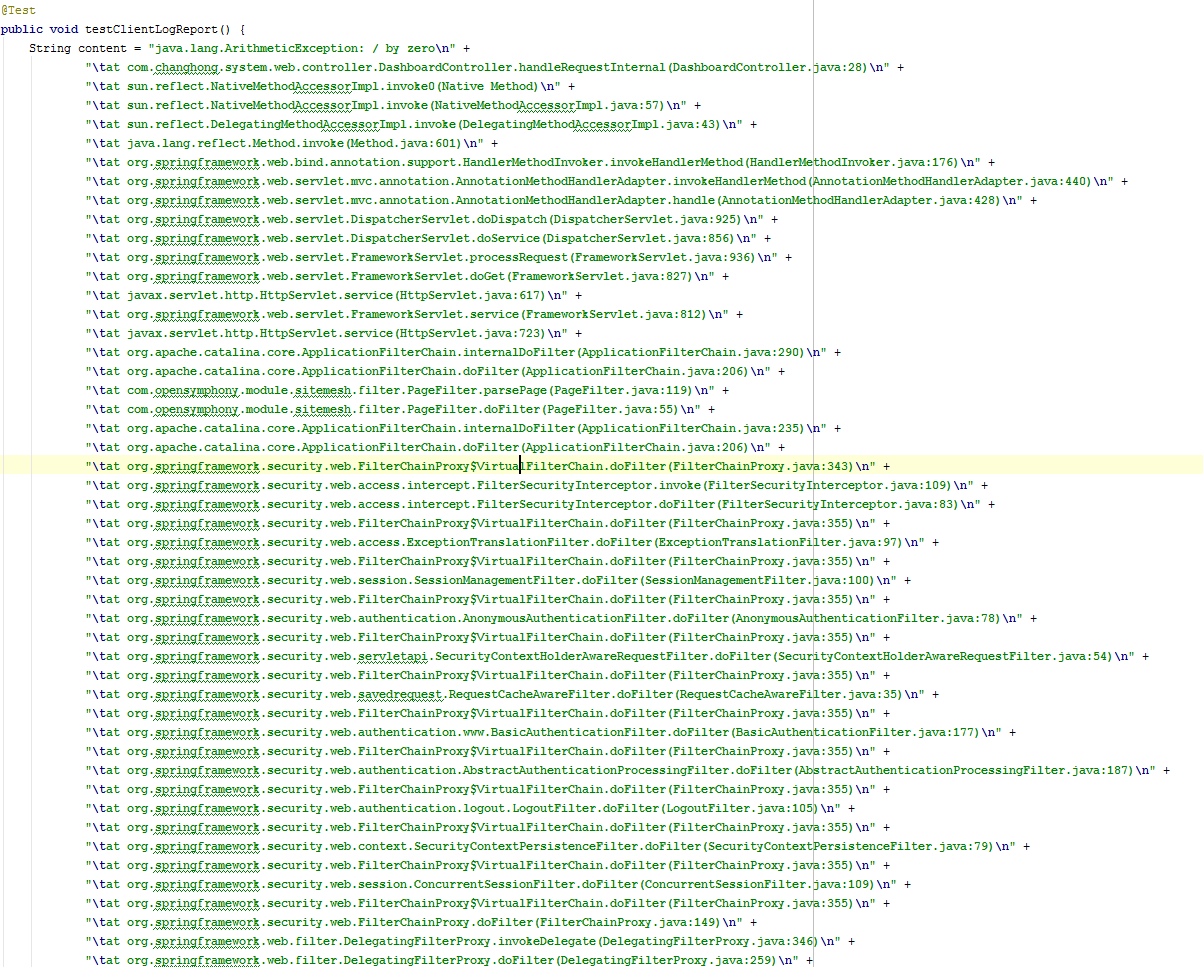 @Test
public void testClientLogReport() {
String content = "java.lang.ArithmeticException: / by zero\n" +
"\tat com.changhong.system.web.controller.DashboardController.handleRequestInternal(DashboardController.java:28)\n" +
"\tat sun.reflect.NativeMethodAccessorImpl.invoke0(Native Method)\n" +
"\tat sun.reflect.NativeMethodAccessorImpl.invoke(NativeMethodAccessorImpl.java:57)\n" +
"\tat sun.reflect.DelegatingMethodAccessorImpl.invoke(DelegatingMethodAccessorImpl.java:43)\n" +
"\tat java.lang.reflect.Method.invoke(Method.java:601)\n" +
"\tat org.springframework.web.bind.annotation.support.HandlerMethodInvoker.invokeHandlerMethod(HandlerMethodInvoker.java:176)\n" +
"\tat org.springframework.web.servlet.mvc.annotation.AnnotationMethodHandlerAdapter.invokeHandlerMethod(AnnotationMethodHandlerAdapter.java:440)\n" +
"\tat org.springframework.web.servlet.mvc.annotation.AnnotationMethodHandlerAdapter.handle(AnnotationMethodHandlerAdapter.java:428)\n" +
"\tat org.springframework.web.servlet.DispatcherServlet.doDispatch(DispatcherServlet.java:925)\n" +
"\tat org.springframework.web.servlet.DispatcherServlet.doService(DispatcherServlet.java:856)\n" +
"\tat org.springframework.web.servlet.FrameworkServlet.processRequest(FrameworkServlet.java:936)\n" +
"\tat org.springframework.web.servlet.FrameworkServlet.doGet(FrameworkServlet.java:827)\n" +
"\tat javax.servlet.http.HttpServlet.service(HttpServlet.java:617)\n" +
"\tat org.springframework.web.servlet.FrameworkServlet.service(FrameworkServlet.java:812)\n" +
"\tat javax.servlet.http.HttpServlet.service(HttpServlet.java:723)\n" +
"\tat org.apache.catalina.core.ApplicationFilterChain.internalDoFilter(ApplicationFilterChain.java:290)\n" +
"\tat org.apache.catalina.core.ApplicationFilterChain.doFilter(ApplicationFilterChain.java:206)\n" +
"\tat com.opensymphony.module.sitemesh.filter.PageFilter.parsePage(PageFilter.java:119)\n" +
"\tat com.opensymphony.module.sitemesh.filter.PageFilter.doFilter(PageFilter.java:55)\n" +
"\tat org.apache.catalina.core.ApplicationFilterChain.internalDoFilter(ApplicationFilterChain.java:235)\n" +
"\tat org.apache.catalina.core.ApplicationFilterChain.doFilter(ApplicationFilterChain.java:206)\n" +
"\tat org.springframework.security.web.FilterChainProxy$VirtualFilterChain.doFilter(FilterChainProxy.java:343)\n" +
"\tat org.springframework.security.web.access.intercept.FilterSecurityInterceptor.invoke(FilterSecurityInterceptor.java:109)\n" +
"\tat org.springframework.security.web.access.intercept.FilterSecurityInterceptor.doFilter(FilterSecurityInterceptor.java:83)\n" +
"\tat org.springframework.security.web.FilterChainProxy$VirtualFilterChain.doFilter(FilterChainProxy.java:355)\n" +
"\tat org.springframework.security.web.access.ExceptionTranslationFilter.doFilter(ExceptionTranslationFilter.java:97)\n" +
"\tat org.springframework.security.web.FilterChainProxy$VirtualFilterChain.doFilter(FilterChainProxy.java:355)\n" +
"\tat org.springframework.security.web.session.SessionManagementFilter.doFilter(SessionManagementFilter.java:100)\n" +
"\tat org.springframework.security.web.FilterChainProxy$VirtualFilterChain.doFilter(FilterChainProxy.java:355)\n" +
"\tat org.springframework.security.web.authentication.AnonymousAuthenticationFilter.doFilter(AnonymousAuthenticationFilter.java:78)\n" +
"\tat org.springframework.security.web.FilterChainProxy$VirtualFilterChain.doFilter(FilterChainProxy.java:355)\n" +
"\tat org.springframework.security.web.servletapi.SecurityContextHolderAwareRequestFilter.doFilter(SecurityContextHolderAwareRequestFilter.java:54)\n" +
"\tat org.springframework.security.web.FilterChainProxy$VirtualFilterChain.doFilter(FilterChainProxy.java:355)\n" +
"\tat org.springframework.security.web.savedrequest.RequestCacheAwareFilter.doFilter(RequestCacheAwareFilter.java:35)\n" +
"\tat org.springframework.security.web.FilterChainProxy$VirtualFilterChain.doFilter(FilterChainProxy.java:355)\n" +
"\tat org.springframework.security.web.authentication.www.BasicAuthenticationFilter.doFilter(BasicAuthenticationFilter.java:177)\n" +
"\tat org.springframework.security.web.FilterChainProxy$VirtualFilterChain.doFilter(FilterChainProxy.java:355)\n" +
"\tat org.springframework.security.web.authentication.AbstractAuthenticationProcessingFilter.doFilter(AbstractAuthenticationProcessingFilter.java:187)\n" +
"\tat org.springframework.security.web.FilterChainProxy$VirtualFilterChain.doFilter(FilterChainProxy.java:355)\n" +
"\tat org.springframework.security.web.authentication.logout.LogoutFilter.doFilter(LogoutFilter.java:105)\n" +
"\tat org.springframework.security.web.FilterChainProxy$VirtualFilterChain.doFilter(FilterChainProxy.java:355)\n" +
"\tat org.springframework.security.web.context.SecurityContextPersistenceFilter.doFilter(SecurityContextPersistenceFilter.java:79)\n" +
"\tat org.springframework.security.web.FilterChainProxy$VirtualFilterChain.doFilter(FilterChainProxy.java:355)\n" +
"\tat org.springframework.security.web.session.ConcurrentSessionFilter.doFilter(ConcurrentSessionFilter.java:109)\n" +
"\tat org.springframework.security.web.FilterChainProxy$VirtualFilterChain.doFilter(FilterChainProxy.java:355)\n" +
"\tat org.springframework.security.web.FilterChainProxy.doFilter(FilterChainProxy.java:149)\n" +
"\tat org.springframework.web.filter.DelegatingFilterProxy.invokeDelegate(DelegatingFilterProxy.java:346)\n" +
"\tat org.springframework.web.filter.DelegatingFilterProxy.doFilter(DelegatingFilterProxy.java:259)\n" +